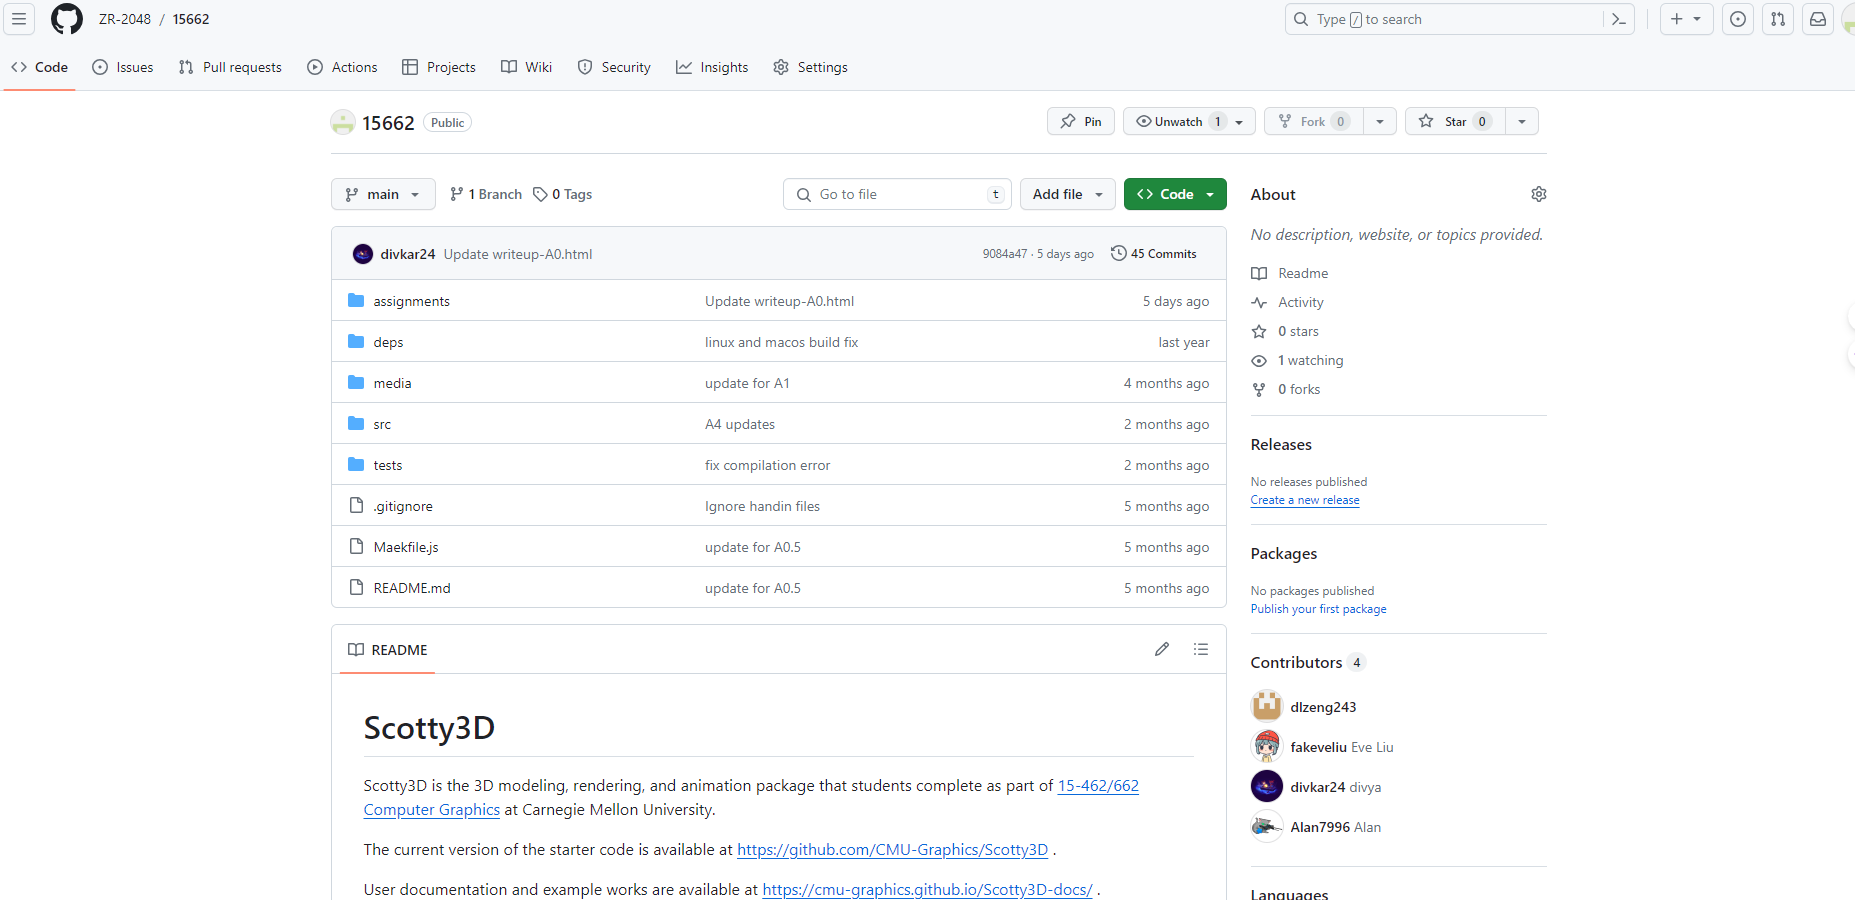 ZR-2048 / 15662
Type / to search
Code Issues Pull requests Actions Projects Wiki Security Insights Settings
15662 Public
Pin Unwatch 1 Fork 0 Star 0
main 1 Branch 0 Tags Go to file t Add file Code
divkar24 Update writeup-A0.html 9084a47 · 5 days ago 45 Commits
assignments Update writeup-A0.html 5 days ago
deps linux and macos build fix last year
media update for A1 4 months ago
src A4 updates 2 months ago
tests fix compilation error 2 months ago
.gitignore Ignore handin files 5 months ago
Maekfile.js update for A0.5 5 months ago
README.md update for A0.5 5 months ago
README
Scotty3D
Scotty3D is the 3D modeling, rendering, and animation package that students complete as part of 15-462/662
Computer Graphics at Carnegie Mellon University.
The current version of the starter code is available at https://github.com/CMU-Graphics/Scotty3D .
User documentation and example works are available at https://cmu-graphics.github.io/Scotty3D-docs/ .
About
No description, website, or topics provided.
Readme
Activity
0 stars
1 watching
0 forks
Releases
No releases published
Create a new release
Packages
No packages published
Publish your first package
Contributors 4
dlzeng243
fakeveliu Eve Liu
divkar24 divya
Alan7996 Alan
Languages